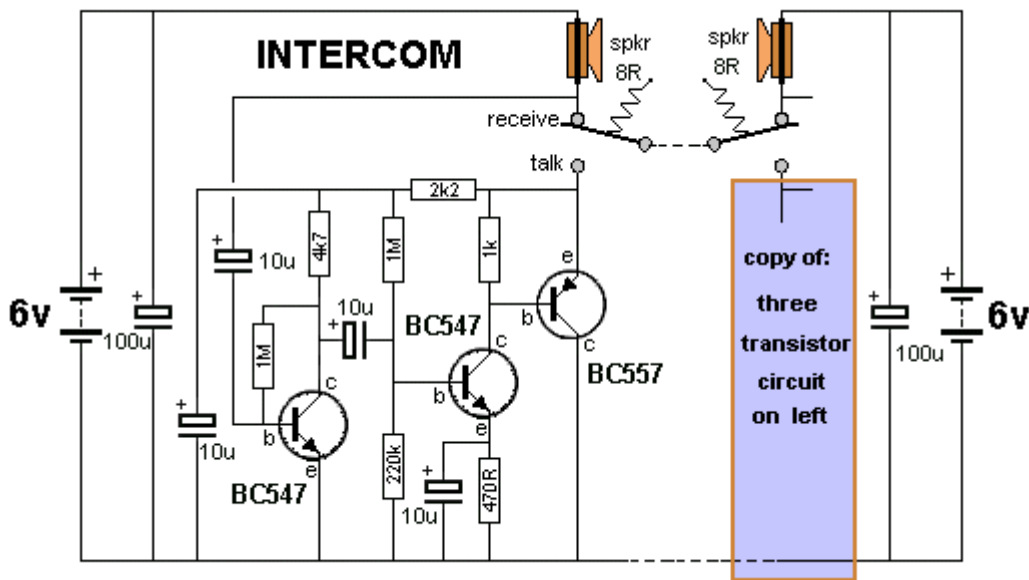 INTERCOM
spkr
8R
spkr
8R
receive
talk
2k2
+
10u
4k7
1M
1k
e
b
c
BC557
10u
+
BC547
1M
c
b
e
BC547
c
b
e
220k
+
10u
470R
+
10u
+
6v
+
100u
copy of:
three
transistor
circuit
on left
+
100u
+
6v